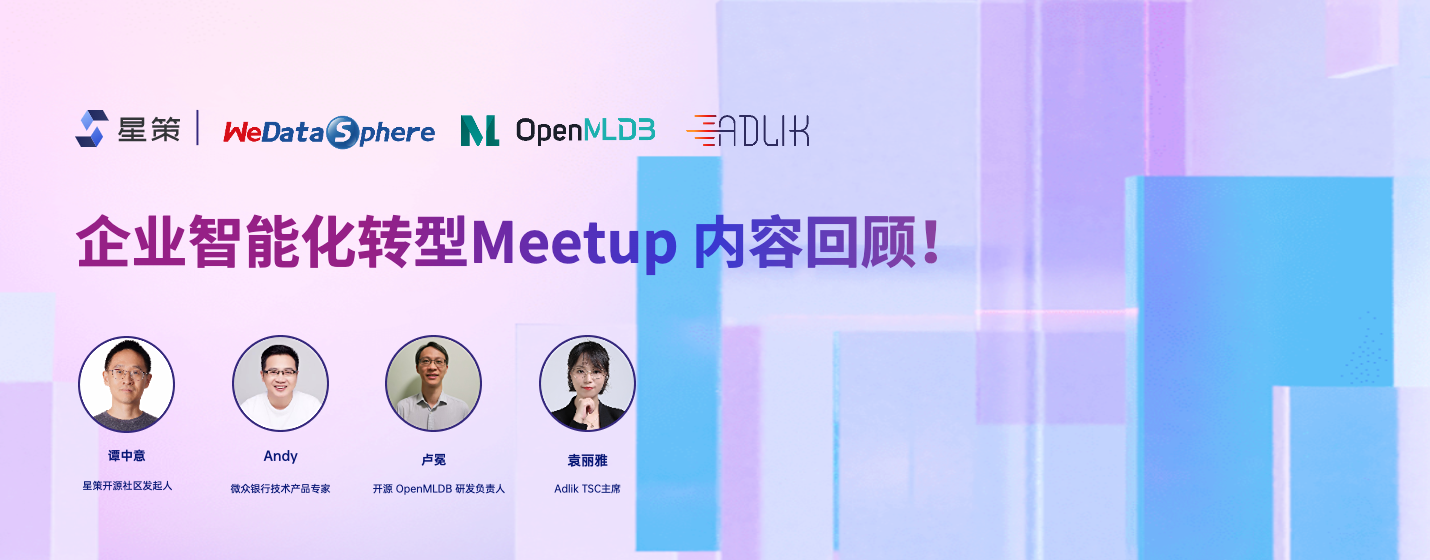 星策 WeDataSphere OpenMLDB ADLIK
企业智能化转型Meetup 内容回顾！
谭中意 Andy 卢冕 袁丽雅
星策开源社区发起人 微众银行技术产品专家 开源 OpenMLDB 研发负责人 Adlik TSC主席